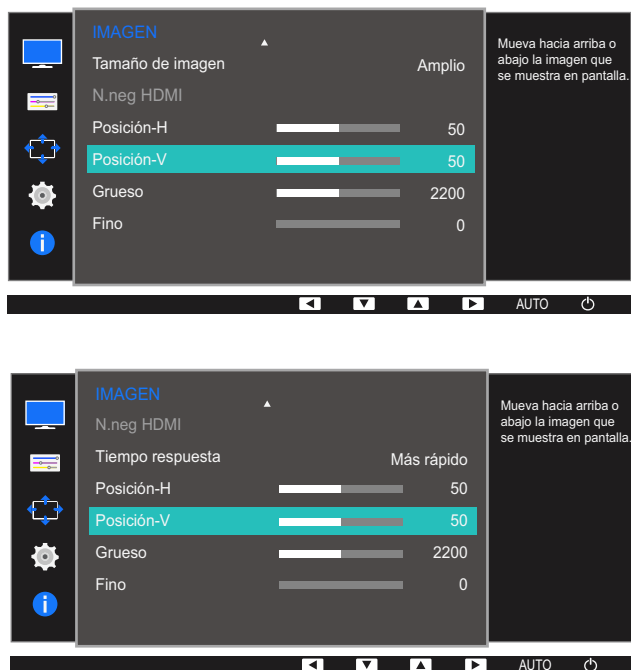 IMAGEN
Tamaño de imagen Amplio
N.neg HDMI
Posición-H 50
Posición-V 50
Grueso 2200
Fino 0
Mueva hacia arriba o
abajo la imagen que
se muestra en pantalla.
AUTO
IMAGEN
N.neg HDMI
Tiempo respuesta Más rápido
Posición-H 50
Posición-V 50
Grueso 2200
Fino 0
Mueva hacia arriba o
abajo la imagen que
se muestra en pantalla.
AUTO